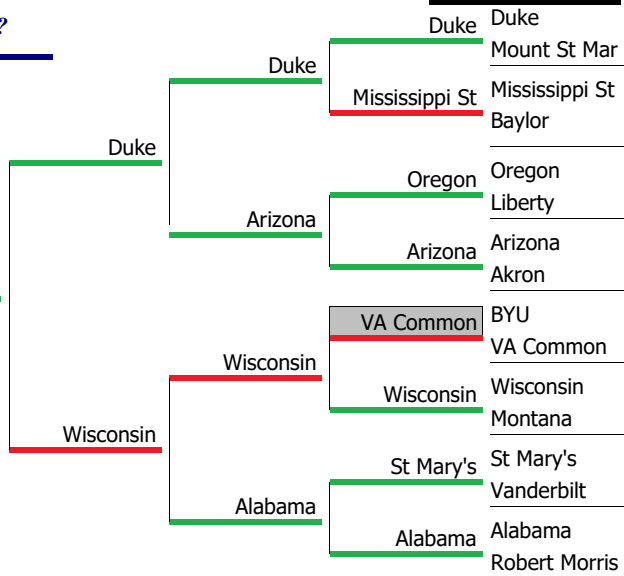 ?
Duke
Duke
Mount St Mar
Duke
Mississippi St
Mississippi St
Baylor
Duke
Oregon
Oregon
Liberty
Arizona
Arizona
Arizona
Akron
VA Common
BYU
VA Common
Wisconsin
Wisconsin
Wisconsin
Montana
Wisconsin
St Mary's
St Mary's
Vanderbilt
Alabama
Alabama
Alabama
Robert Morris